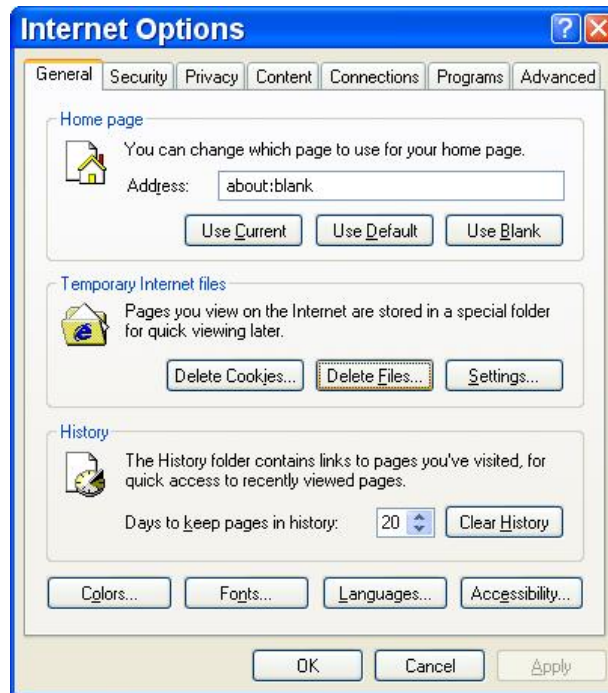 Internet Options
General Security Privacy Content Connections Programs Advanced
Home page
You can change which page to use for your home page.
Address: about:blank
Use Current Use Default Use Blank
Temporary Internet files
Pages you view on the Internet are stored in a special folder
for quick viewing later.
Delete Cookies... Delete Files... Settings...
History
The History folder contains links to pages you've visited, for
quick access to recently viewed pages.
Days to keep pages in history: 20 Clear History
Colors... Fonts... Languages... Accessibility...
OK Cancel Apply